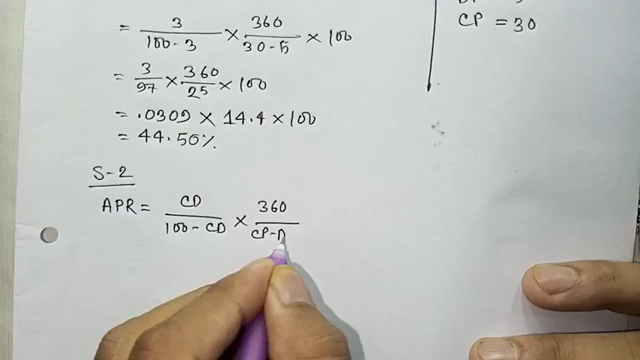 = 3/(100-3) × 360/(30-5) × 100
= 3/97 × 360/25 × 100
= .0309 × 14.4 × 100
= 44.50%
S-2
APR = CD/(100-CD) × 360/(CP-D
CP = 30